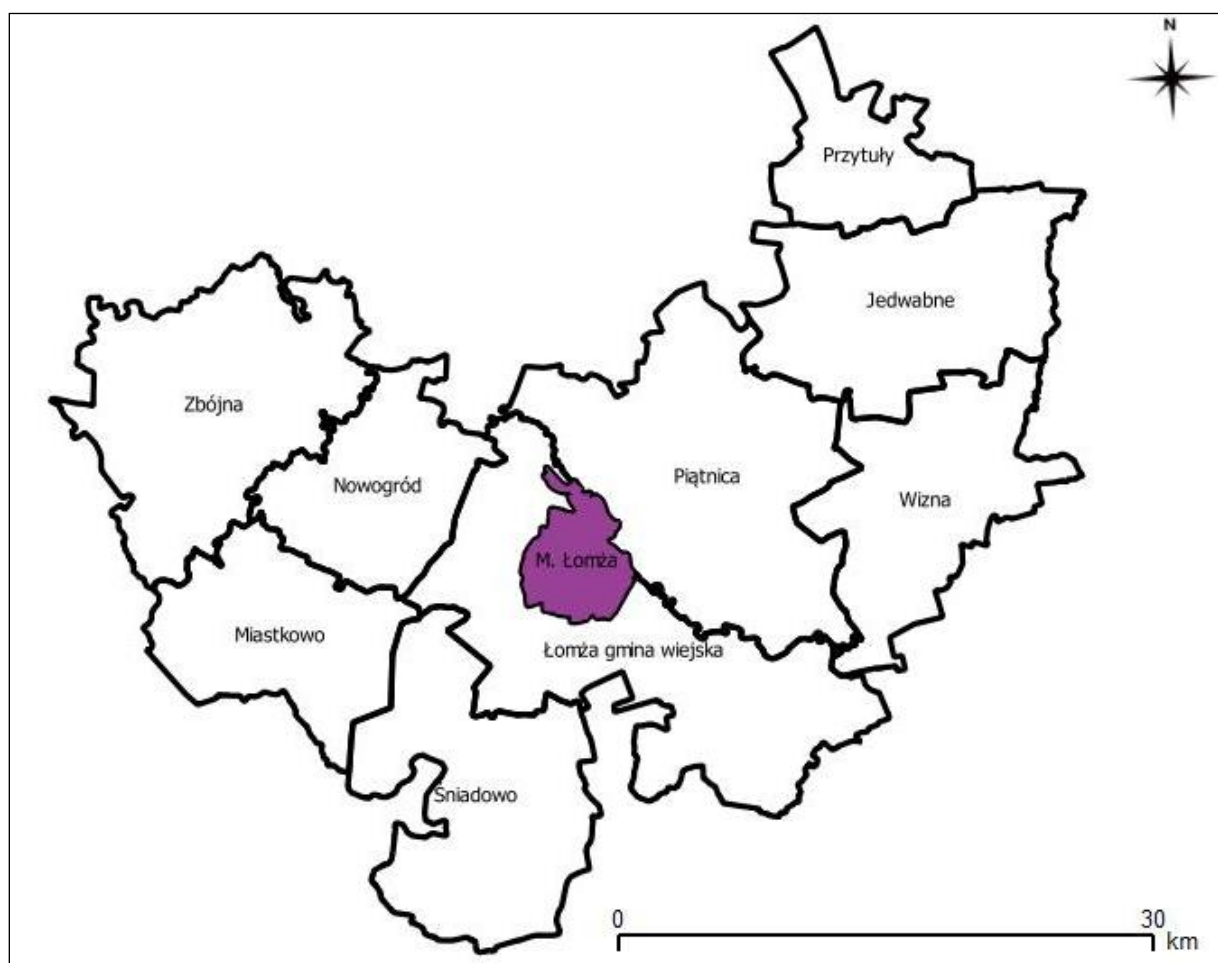 N
Przytuły
Jedwabne
Zbójna
Nowogród
Piątnica
Wizna
M. Łomża
Miastkowo
Łomża gmina wiejska
Śniadowo
0 30
km